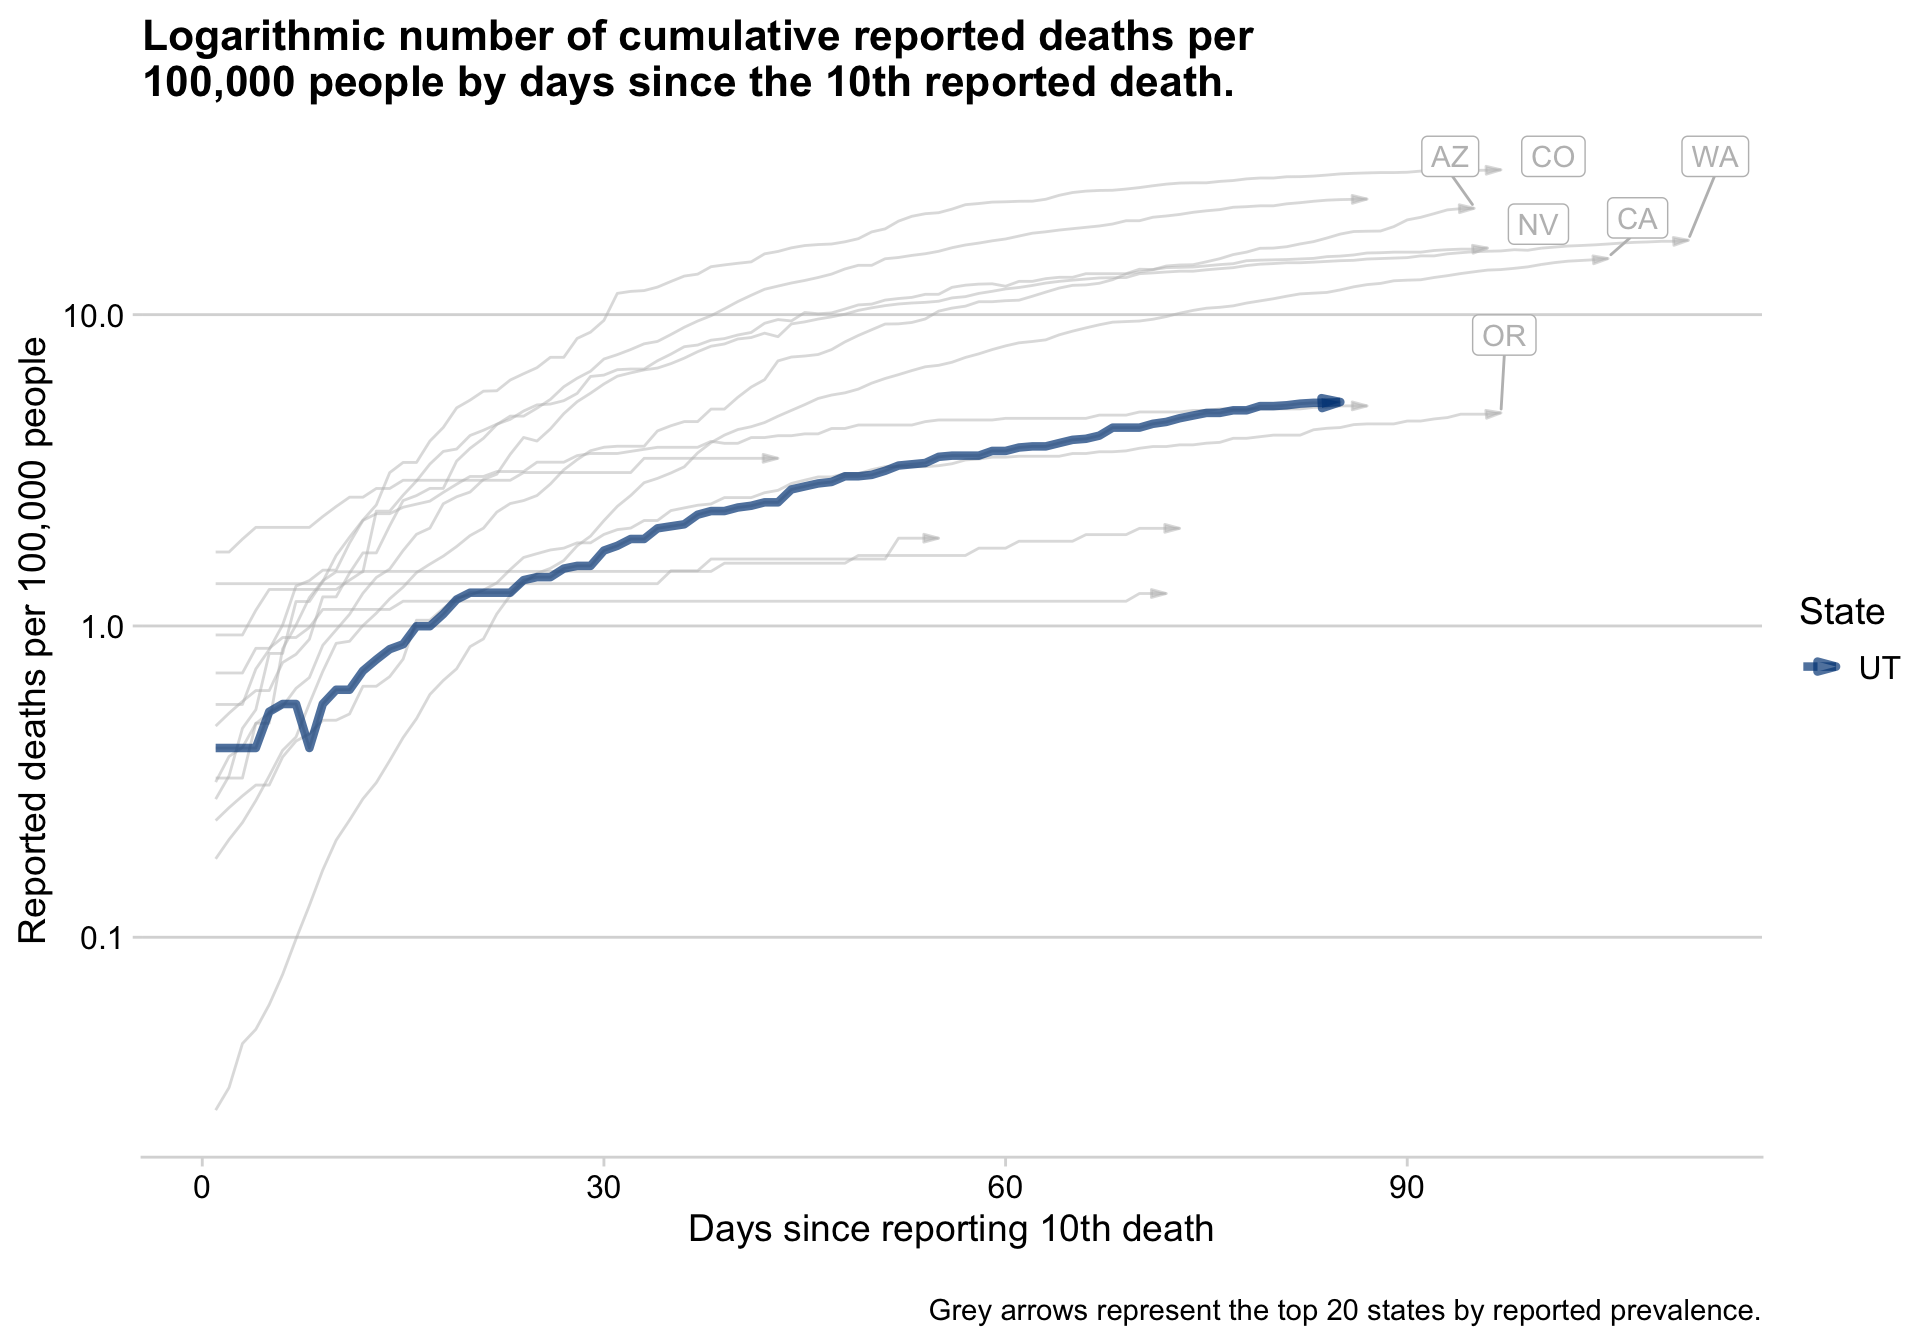 Logarithmic number of cumulative reported deaths per
100,000 people by days since the 10th reported death.
AZ
CO
WA
NV
CA
OR
10.0
1.0
0.1
Reported deaths per 100,000 people
State
UT
0
30
60
90
Days since reporting 10th death
Grey arrows represent the top 20 states by reported prevalence.